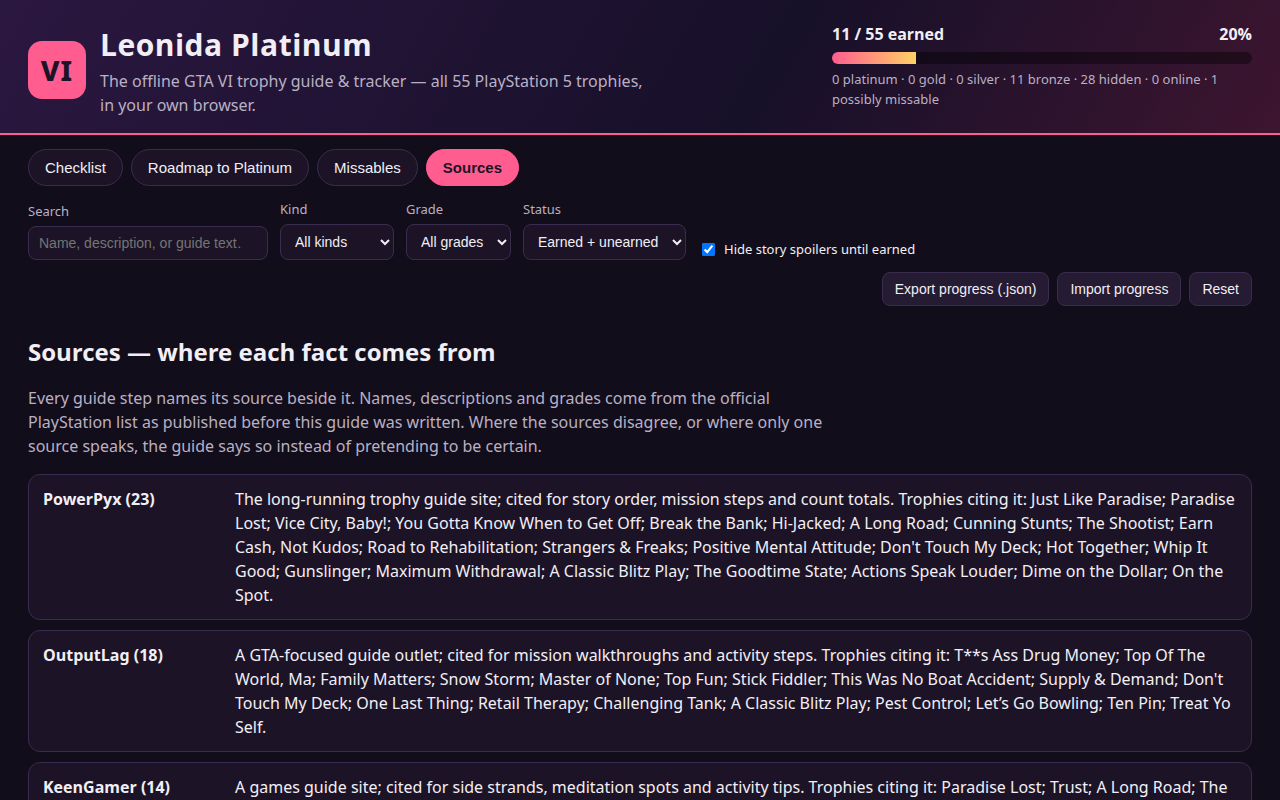 VI
Leonida Platinum
The offline GTA VI trophy guide & tracker — all 55 PlayStation 5 trophies,
in your own browser.
11 / 55 earned
20%
0 platinum · 0 gold · 0 silver · 11 bronze · 28 hidden · 0 online · 1
possibly missable
Checklist
Roadmap to Platinum
Missables
Sources
Search
Name, description, or guide text.
Kind
All kinds
Grade
All grades
Status
Earned + unearned
Hide story spoilers until earned
Export progress (.json)
Import progress
Reset
Sources — where each fact comes from
Every guide step names its source beside it. Names, descriptions and grades come from the official
PlayStation list as published before this guide was written. Where the sources disagree, or where only one
source speaks, the guide says so instead of pretending to be certain.
PowerPyx (23)
The long-running trophy guide site; cited for story order, mission steps and count totals. Trophies citing it: Just Like Paradise; Paradise
Lost; Vice City, Baby!; You Gotta Know When to Get Off; Break the Bank; Hi-Jacked; A Long Road; Cunning Stunts; The Shootist; Earn
Cash, Not Kudos; Road to Rehabilitation; Strangers & Freaks; Positive Mental Attitude; Don't Touch My Deck; Hot Together; Whip It
Good; Gunslinger; Maximum Withdrawal; A Classic Blitz Play; The Goodtime State; Actions Speak Louder; Dime on the Dollar; On the
Spot.
OutputLag (18)
A GTA-focused guide outlet; cited for mission walkthroughs and activity steps. Trophies citing it: T**s Ass Drug Money; Top Of The
World, Ma; Family Matters; Snow Storm; Master of None; Top Fun; Stick Fiddler; This Was No Boat Accident; Supply & Demand; Don't
Touch My Deck; One Last Thing; Retail Therapy; Challenging Tank; A Classic Blitz Play; Pest Control; Let’s Go Bowling; Ten Pin; Treat Yo
Self.
KeenGamer (14)
A games guide site; cited for side strands, meditation spots and activity tips. Trophies citing it: Paradise Lost; Trust; A Long Road; The